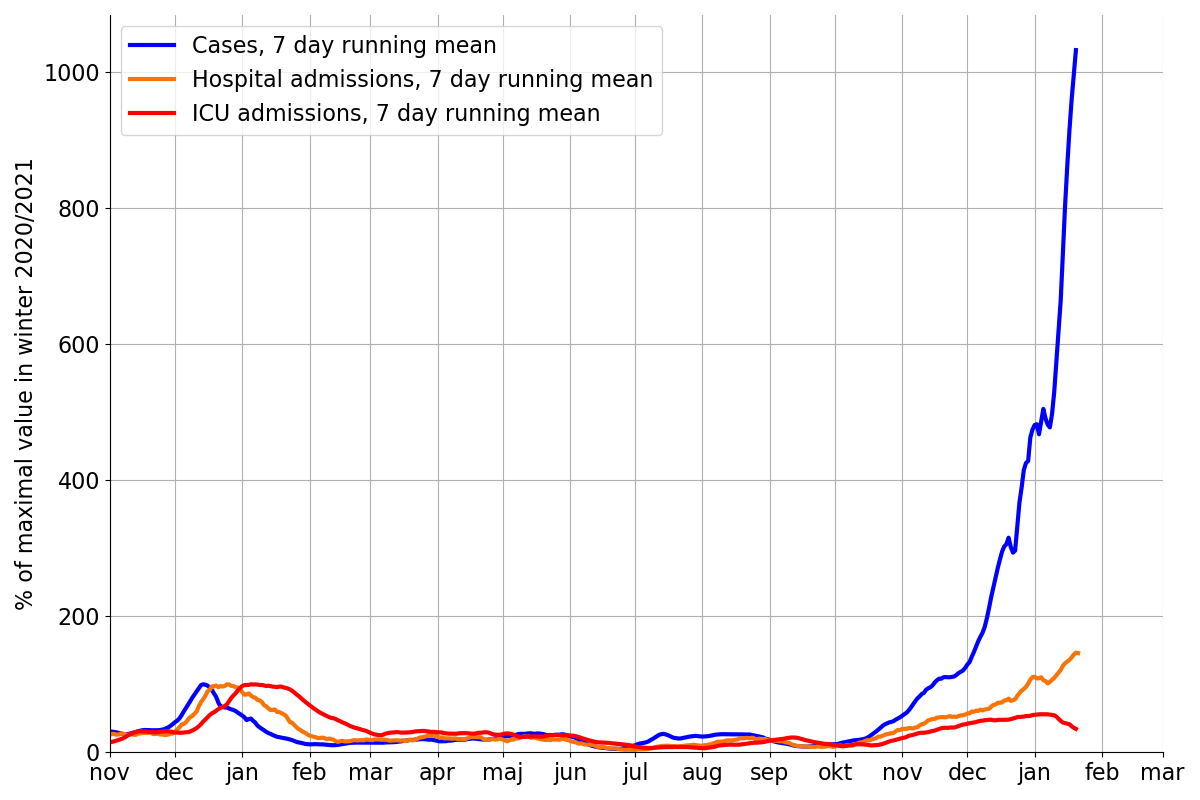 Cases, 7 day running mean
Hospital admissions, 7 day running mean
ICU admissions, 7 day running mean
% of maximal value in winter 2020/2021
1000
800
600
400
200
0
nov dec jan feb mar apr maj jun jul aug sep okt nov dec jan feb mar